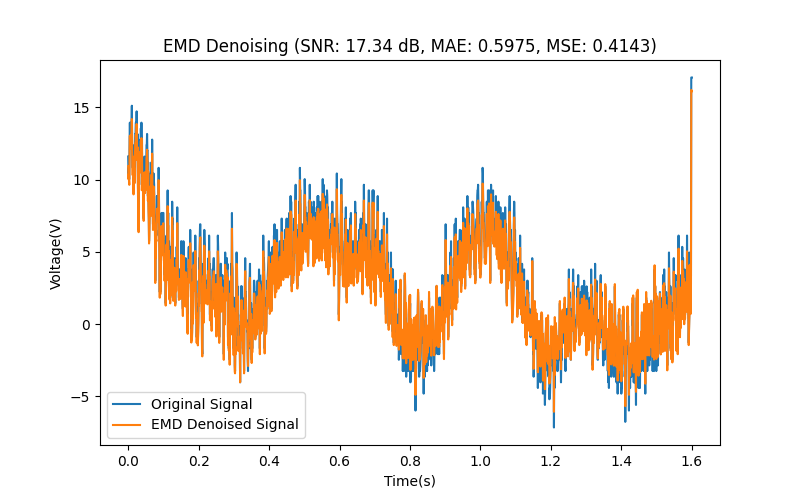 EMD Denoising (SNR: 17.34 dB, MAE: 0.5975, MSE: 0.4143)
15
10
5
0
−5
Voltage(V)
Original Signal
EMD Denoised Signal
0.0 0.2 0.4 0.6 0.8 1.0 1.2 1.4 1.6
Time(s)